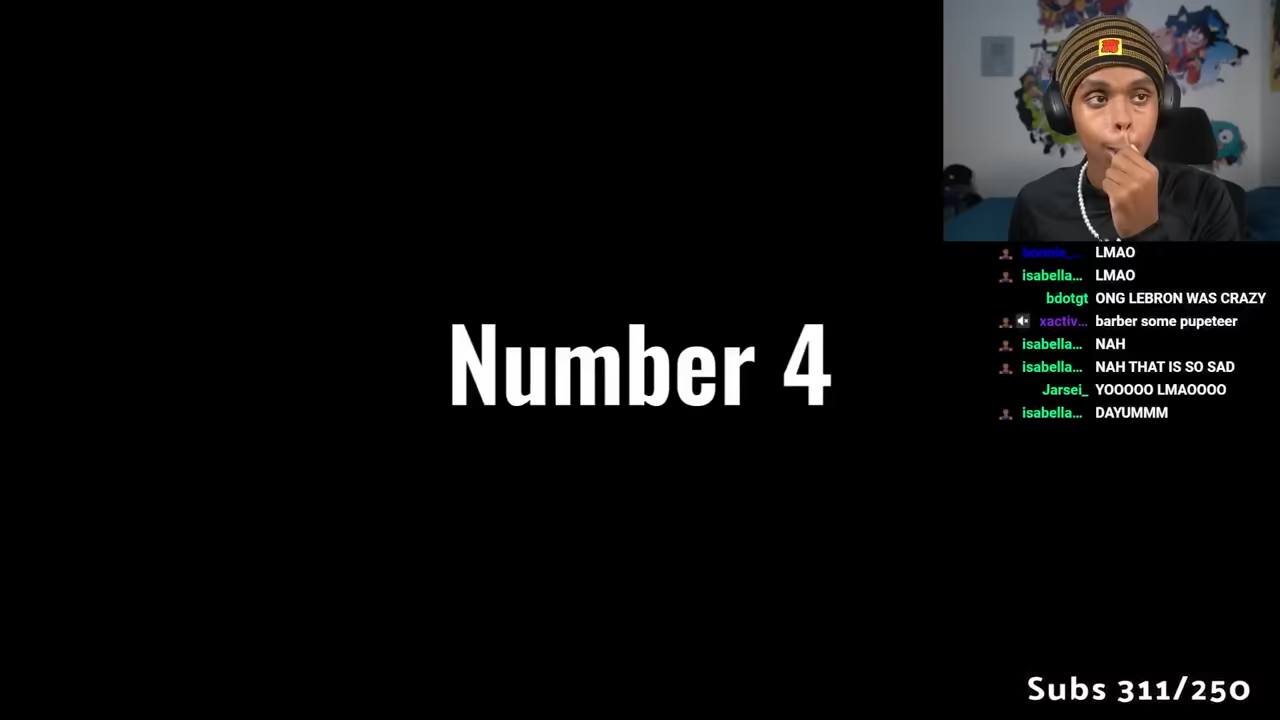 Number 4
LMAO
isabella... LMAO
bdotgt ONG LEBRON WAS CRAZY
xactiv... barber some pupeteer
isabella... NAH
isabella... NAH THAT IS SO SAD
Jarsei_ YOOOOO LMAOOOO
isabella... DAYUMMM
Subs 311/250